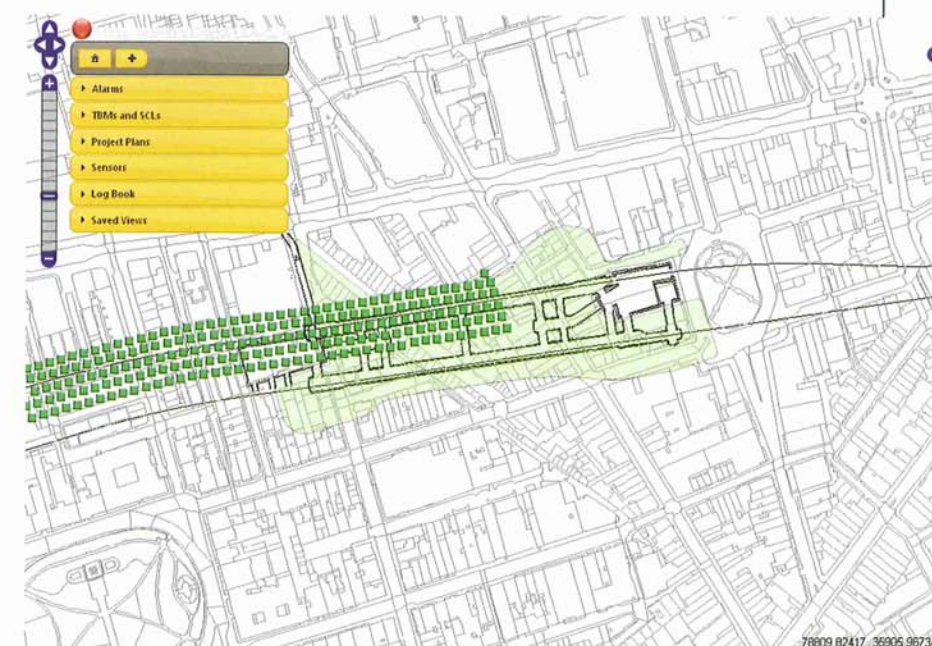 Alarms
TBMs and SCLs
Project Plans
Sensors
Log Book
Saved Views
78809.82417, 36905.9673